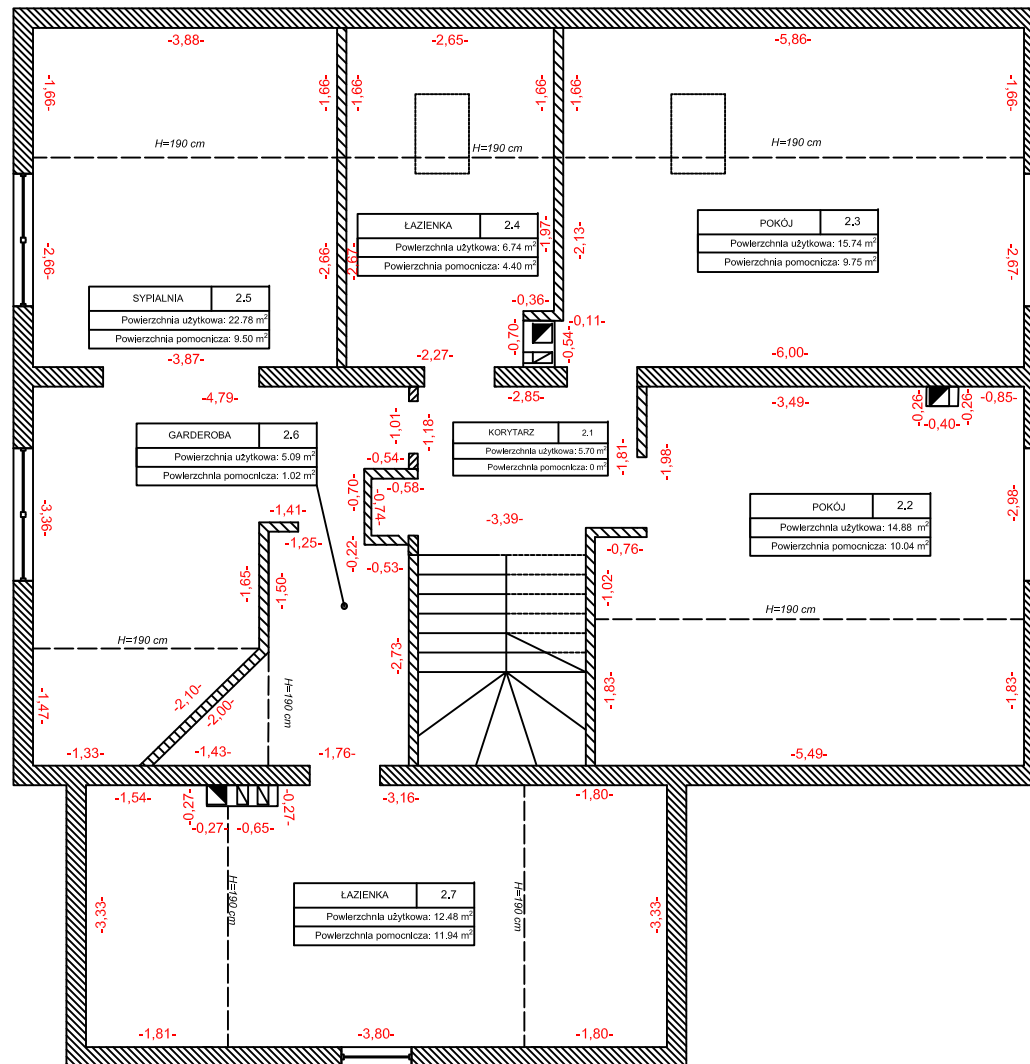 -3,88-
-2,65-
-5,86-
-1,66-
-1,66-
-1,66-
-1,66-
-1,66-
-1,66-
H=190 cm
H=190 cm
H=190 cm
ŁAZIENKA 2.4
Powierzchnia użytkowa: 6.74 m²
Powierzchnia pomocnicza: 4.40 m²
POKÓJ 2.3
Powierzchnia użytkowa: 15.74 m²
Powierzchnia pomocnicza: 9.75 m²
-2,66-
-2,66-
-2,67-
-1,97-
-2,13-
-2,67-
SYPIALNIA 2.5
Powierzchnia użytkowa: 22.78 m²
Powierzchnia pomocnicza: 9.50 m²
-0,36-
-0,11-
-0,70-
-0,54-
-3,87-
-2,27-
-6,00-
-4,79-
-2,85-
-3,49-
-0,26-
-0,40-
-0,26-
-0,85-
GARDEROBA 2.6
Powierzchnia użytkowa: 5.09 m²
Powierzchnia pomocnicza: 1.02 m²
-1,01-
-1,18-
KORYTARZ 2.1
Powierzchnia użytkowa: 5.70 m²
Powierzchnia pomocnicza: 0 m²
-1,81-
-1,98-
-0,54-
-0,58-
-0,70-
-0,74-
-3,36-
-1,41-
-1,25-
-0,22-
-0,53-
-3,39-
-0,76-
POKÓJ 2.2
Powierzchnia użytkowa: 14.88 m²
Powierzchnia pomocnicza: 10.04 m²
-2,98-
-1,65-
-1,50-
-1,02-
H=190 cm
H=190 cm
-2,73-
-1,47-
-2,10-
-2,00-
H=190 cm
-1,83-
-1,83-
-1,33-
-1,43-
-1,76-
-5,49-
-1,54-
-0,27-
-0,27-
-0,65-
-0,27-
-3,16-
-1,80-
-3,33-
H=190 cm
ŁAZIENKA 2.7
Powierzchnia użytkowa: 12.48 m²
Powierzchnia pomocnicza: 11.94 m²
H=190 cm
-3,33-
-1,81-
-3,80-
-1,80-